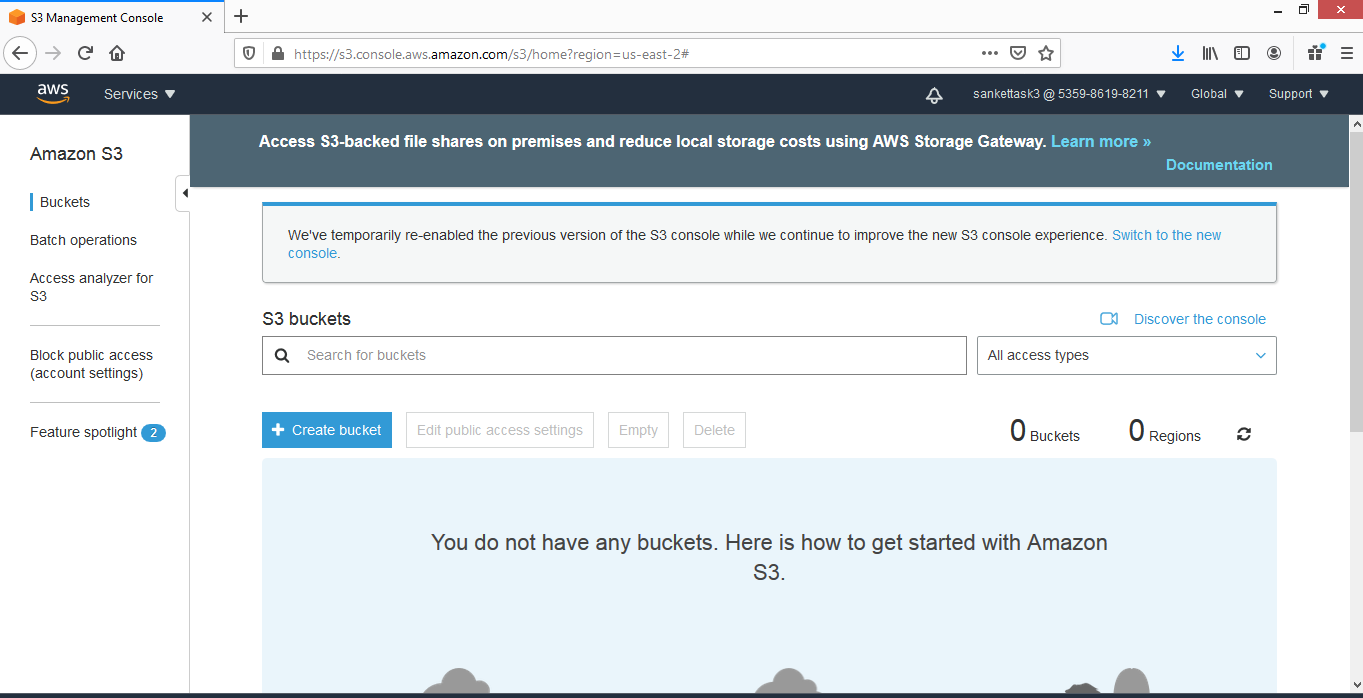 S3 Management Console
https://s3.console.aws.amazon.com/s3/home?region=us-east-2#
aws
Services
sankettask3 @ 5359-8619-8211
Global
Support
Amazon S3
Buckets
Batch operations
Access analyzer for
S3
Block public access
(account settings)
Feature spotlight 2
Access S3-backed file shares on premises and reduce local storage costs using AWS Storage Gateway. Learn more »
Documentation
We've temporarily re-enabled the previous version of the S3 console while we continue to improve the new S3 console experience. Switch to the new
console.
S3 buckets
Discover the console
Search for buckets
All access types
Create bucket
Edit public access settings
Empty
Delete
0 Buckets
0 Regions
You do not have any buckets. Here is how to get started with Amazon
S3.